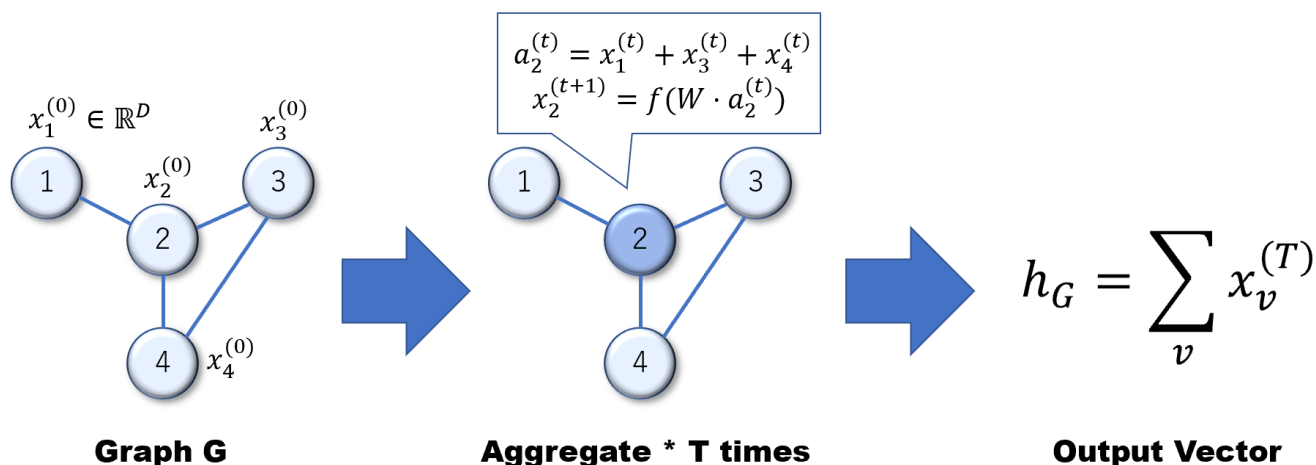 x_1^{(0)} ∈ ℝ^D
x_2^{(0)}
x_3^{(0)}
1
2
3
4
x_4^{(0)}
Graph G
a_2^{(t)} = x_1^{(t)} + x_3^{(t)} + x_4^{(t)}
x_2^{(t+1)} = f(W · a_2^{(t)})
1
2
3
4
Aggregate * T times
h_G = ∑_v x_v^{(T)}
Output Vector